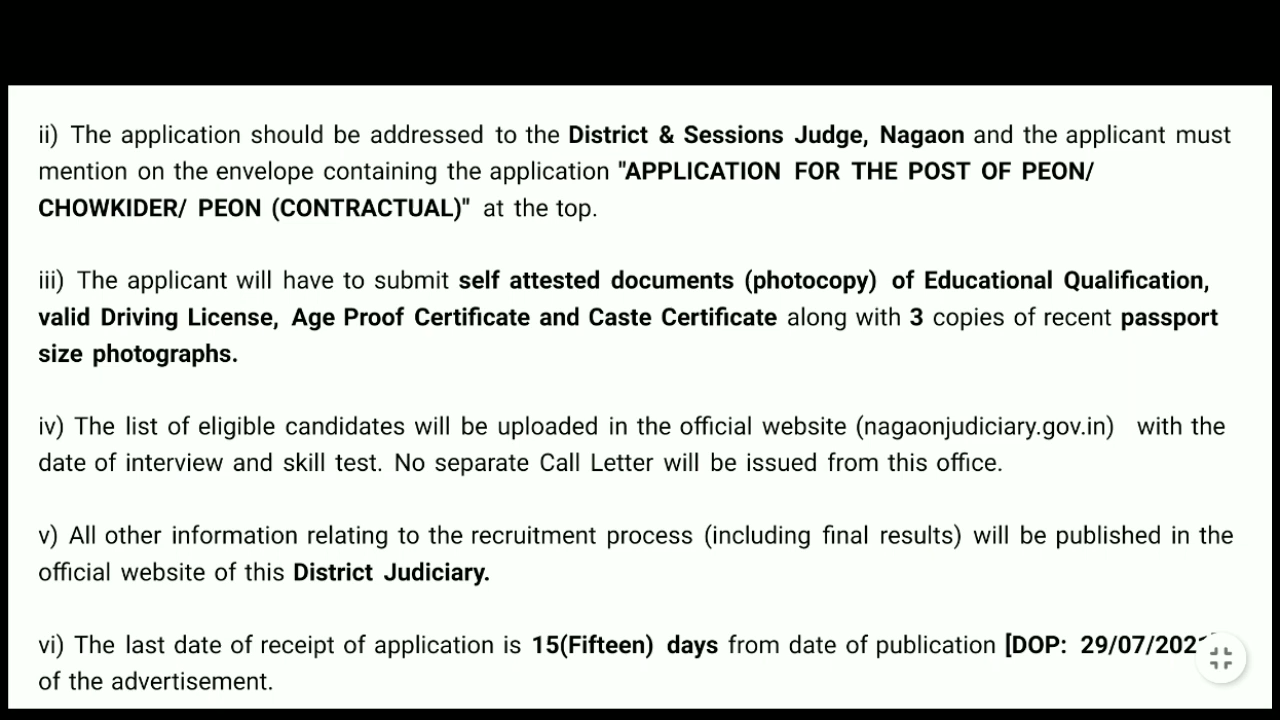 ii) The application should be addressed to the District & Sessions Judge, Nagaon and the applicant must
mention on the envelope containing the application "APPLICATION FOR THE POST OF PEON/
CHOWKIDER/ PEON (CONTRACTUAL)" at the top.
iii) The applicant will have to submit self attested documents (photocopy) of Educational Qualification,
valid Driving License, Age Proof Certificate and Caste Certificate along with 3 copies of recent passport
size photographs.
iv) The list of eligible candidates will be uploaded in the official website (nagaonjudiciary.gov.in) with the
date of interview and skill test. No separate Call Letter will be issued from this office.
v) All other information relating to the recruitment process (including final results) will be published in the
official website of this District Judiciary.
vi) The last date of receipt of application is 15(Fifteen) days from date of publication [DOP:
of the advertisement.